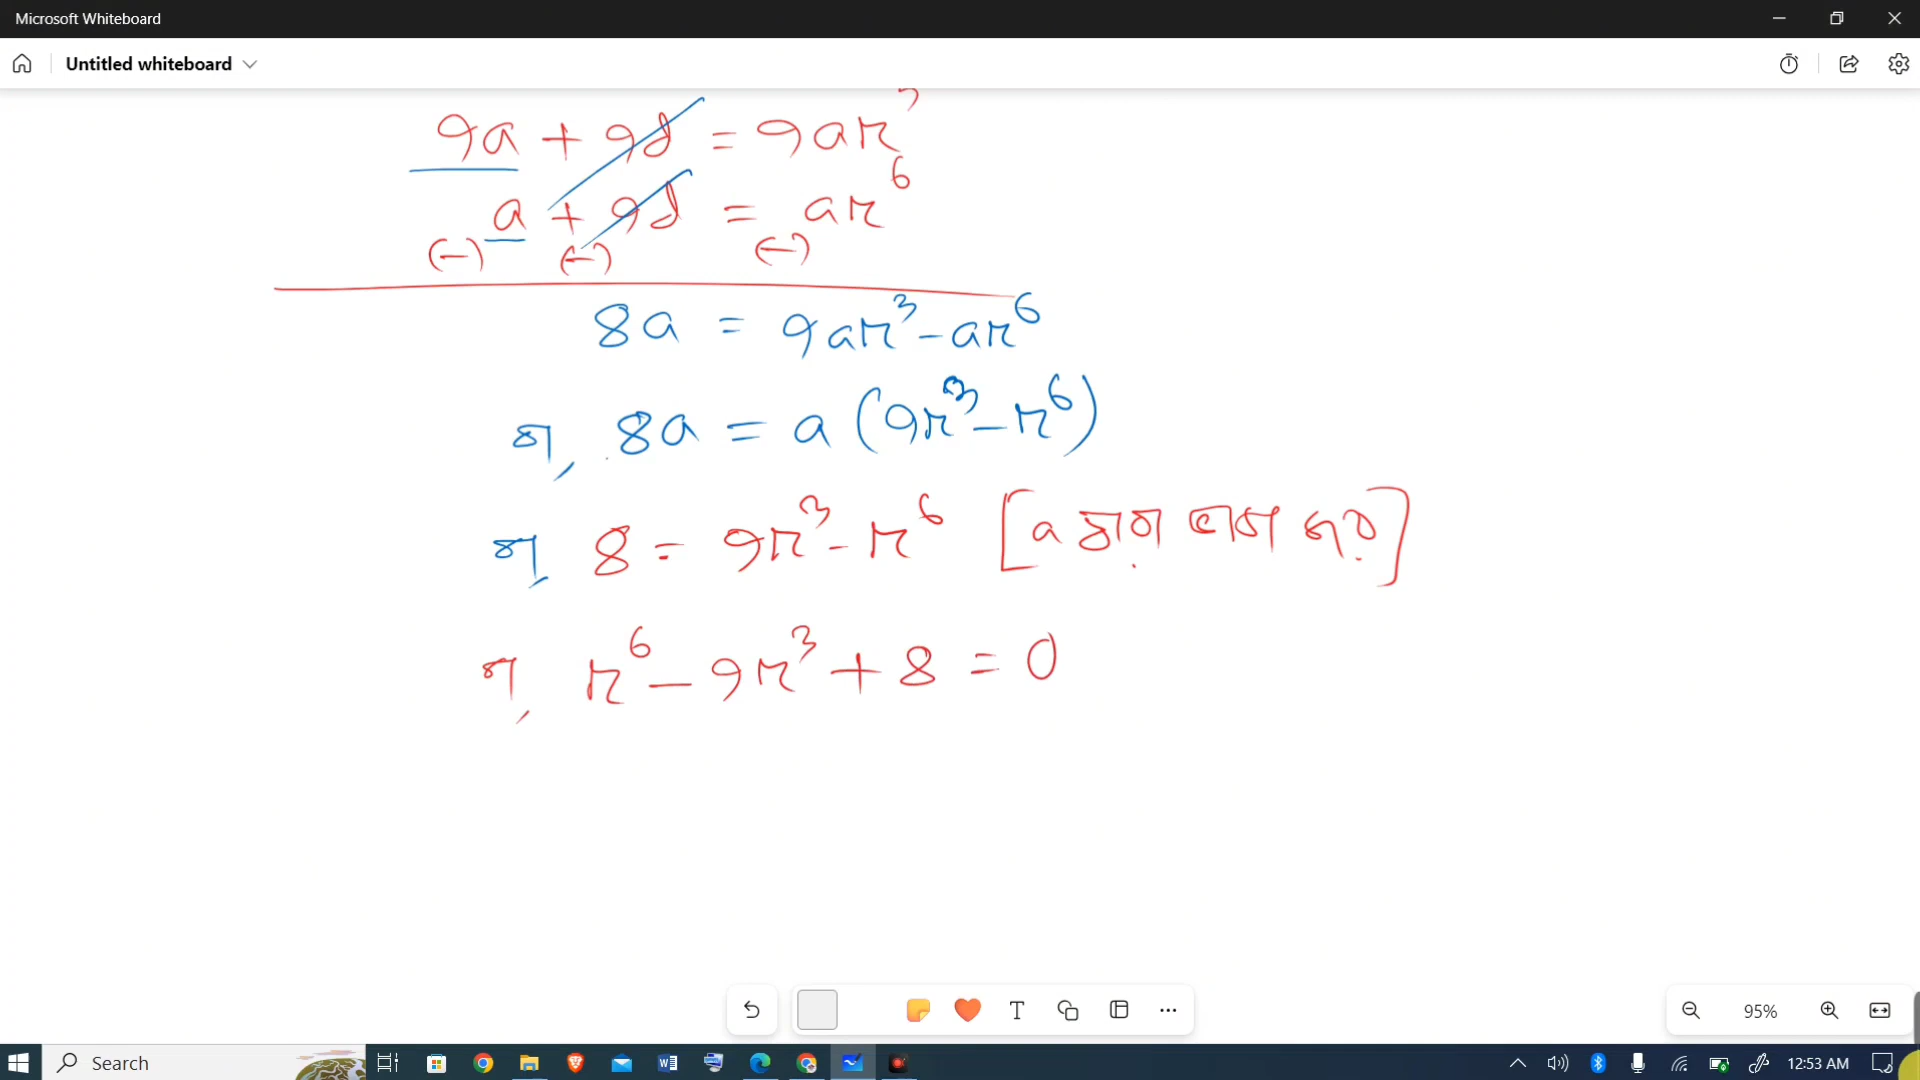 Microsoft Whiteboard
Untitled whiteboard
9a + 9d = 9ar³
a + 9d = ar⁶
(-) (-) (-)
8a = 9ar³ - ar⁶
বা, 8a = a (9r³ - r⁶)
বা, 8 = 9r³ - r⁶ [a দ্বারা ভাগ করে]
বা, r⁶ - 9r³ + 8 = 0
95%
Search
12:53 AM